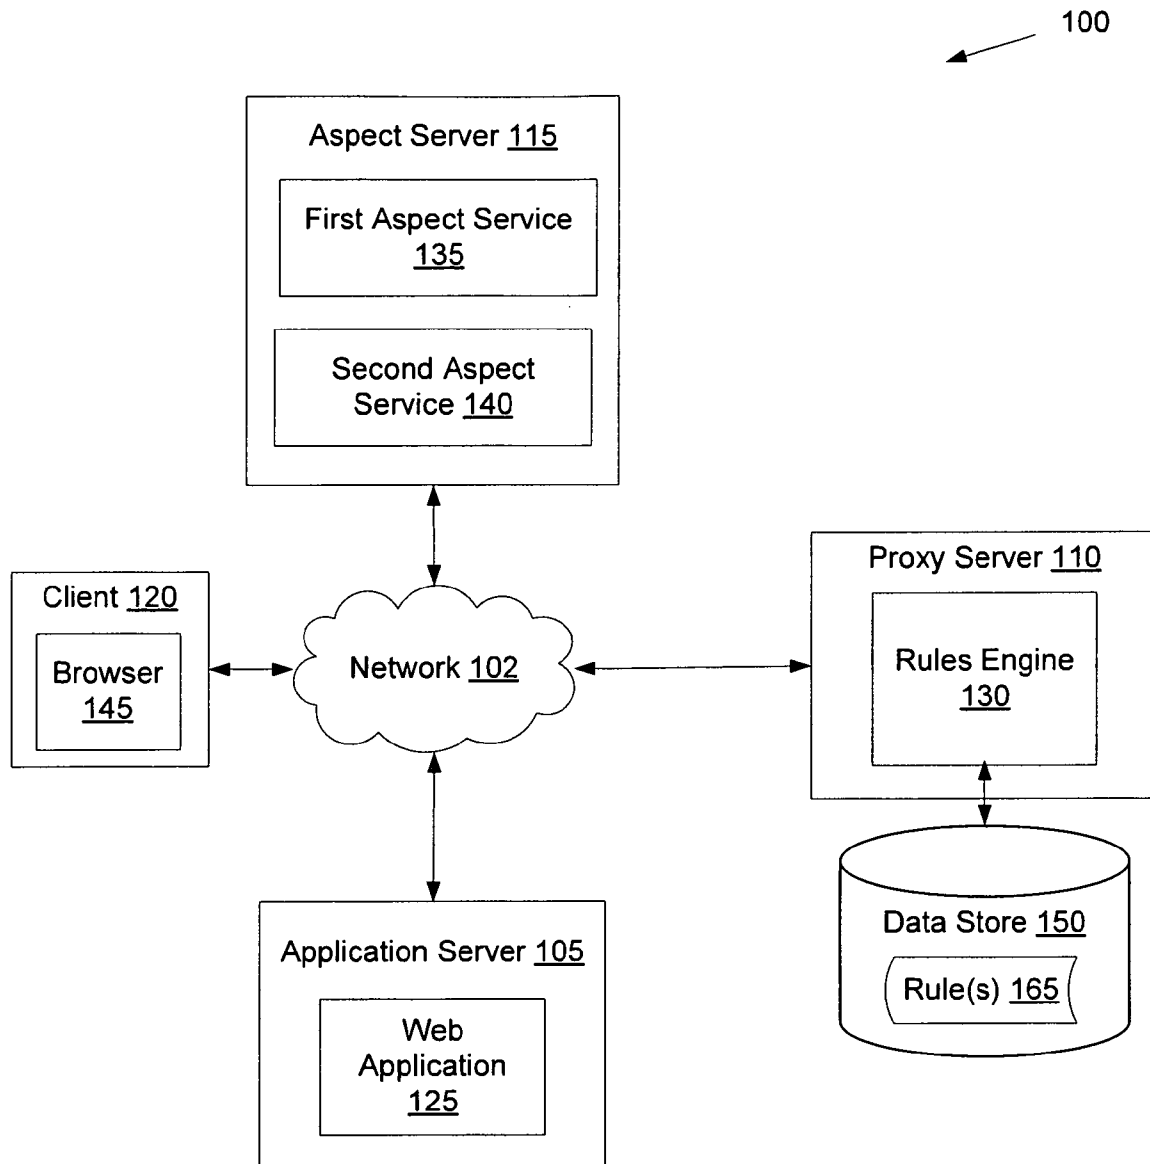 100
Aspect Server 115
First Aspect Service
135
Second Aspect
Service 140
Proxy Server 110
Rules Engine
130
Client 120
Browser
145
Network 102
Data Store 150
Rule(s) 165
Application Server 105
Web
Application
125